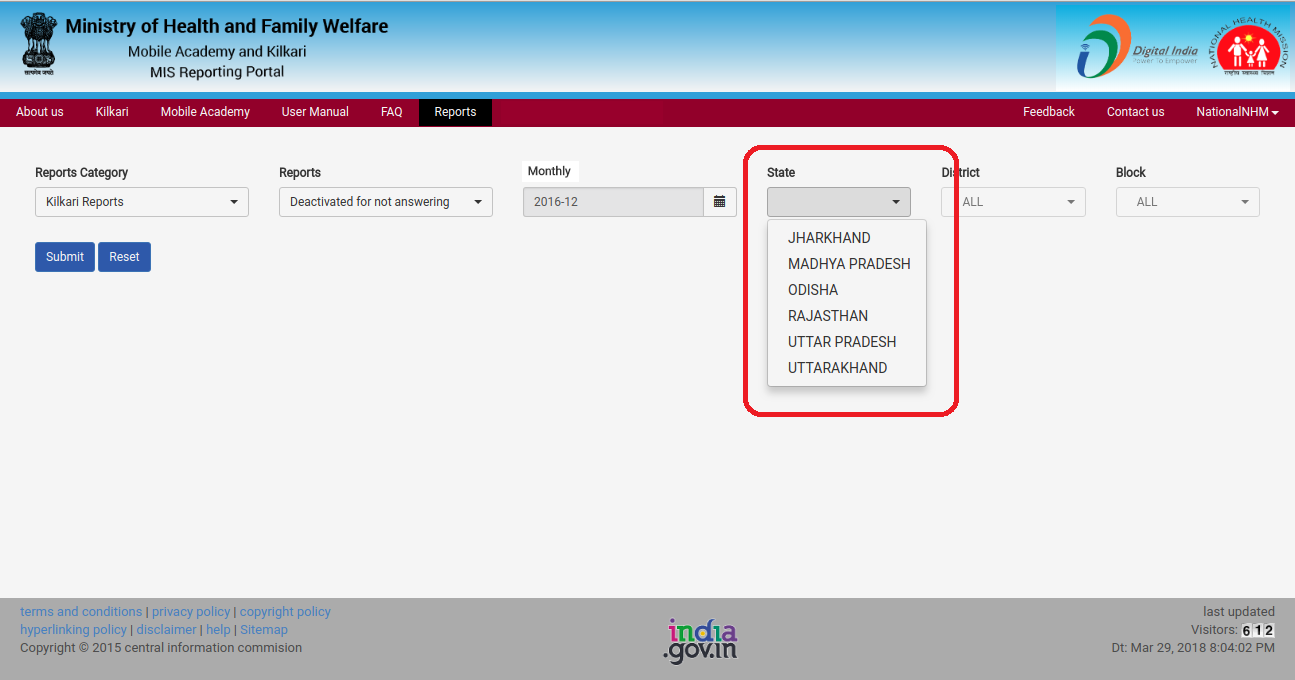 Ministry of Health and Family Welfare
Mobile Academy and Kilkari
MIS Reporting Portal
सत्यमेव जयते
Digital India
Power To Empower
NATIONAL HEALTH MISSION
राष्ट्रीय स्वास्थ्य मिशन
About us Kilkari Mobile Academy User Manual FAQ Reports Feedback Contact us NationalNHM
Reports Category Reports Monthly State District Block
Kilkari Reports Deactivated for not answering 2016-12 ALL ALL
Submit Reset
JHARKHAND
MADHYA PRADESH
ODISHA
RAJASTHAN
UTTAR PRADESH
UTTARAKHAND
terms and conditions | privacy policy | copyright policy
hyperlinking policy | disclaimer | help | Sitemap
Copyright © 2015 central information commision
india
.gov.in
last updated
Visitors: 612
Dt: Mar 29, 2018 8:04:02 PM